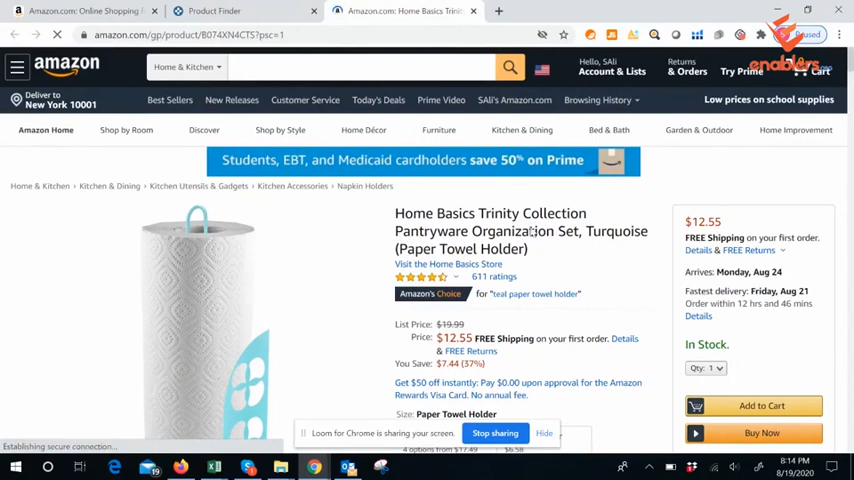 Amazon.com: Online Shopping f
Product Finder
Amazon.com: Home Basics Trinity
amazon.com/gp/product/B074XN4CTS?psc=1
Paused
enablers.org
amazon
Home & Kitchen
Hello, SAli
Account & Lists
Returns
& Orders
Try Prime
Cart
Deliver to
New York 10001
Best Sellers
New Releases
Customer Service
Today's Deals
Prime Video
SAli's Amazon.com
Browsing History
Low prices on school supplies
Amazon Home
Shop by Room
Discover
Shop by Style
Home Décor
Furniture
Kitchen & Dining
Bed & Bath
Garden & Outdoor
Home Improvement
Students, EBT, and Medicaid cardholders save 50% on Prime
Home & Kitchen › Kitchen & Dining › Kitchen Utensils & Gadgets › Kitchen Accessories › Napkin Holders
Home Basics Trinity Collection
Pantryware Organization Set, Turquoise
(Paper Towel Holder)
Visit the Home Basics Store
611 ratings
Amazon's Choice for "teal paper towel holder"
List Price: $19.99
Price: $12.55 FREE Shipping on your first order. Details
& FREE Returns
You Save: $7.44 (37%)
Get $50 off instantly: Pay $0.00 upon approval for the Amazon
Rewards Visa Card. No annual fee.
Size: Paper Towel Holder
4 options from $17.49
$6.58
$12.55
FREE Shipping on your first order.
Details & FREE Returns
Arrives: Monday, Aug 24
Fastest delivery: Friday, Aug 21
Order within 12 hrs and 46 mins
Details
In Stock.
Qty: 1
Add to Cart
Buy Now
Loom for Chrome is sharing your screen.
Stop sharing
Hide
Establishing secure connection...
19
8:14 PM
8/19/2020